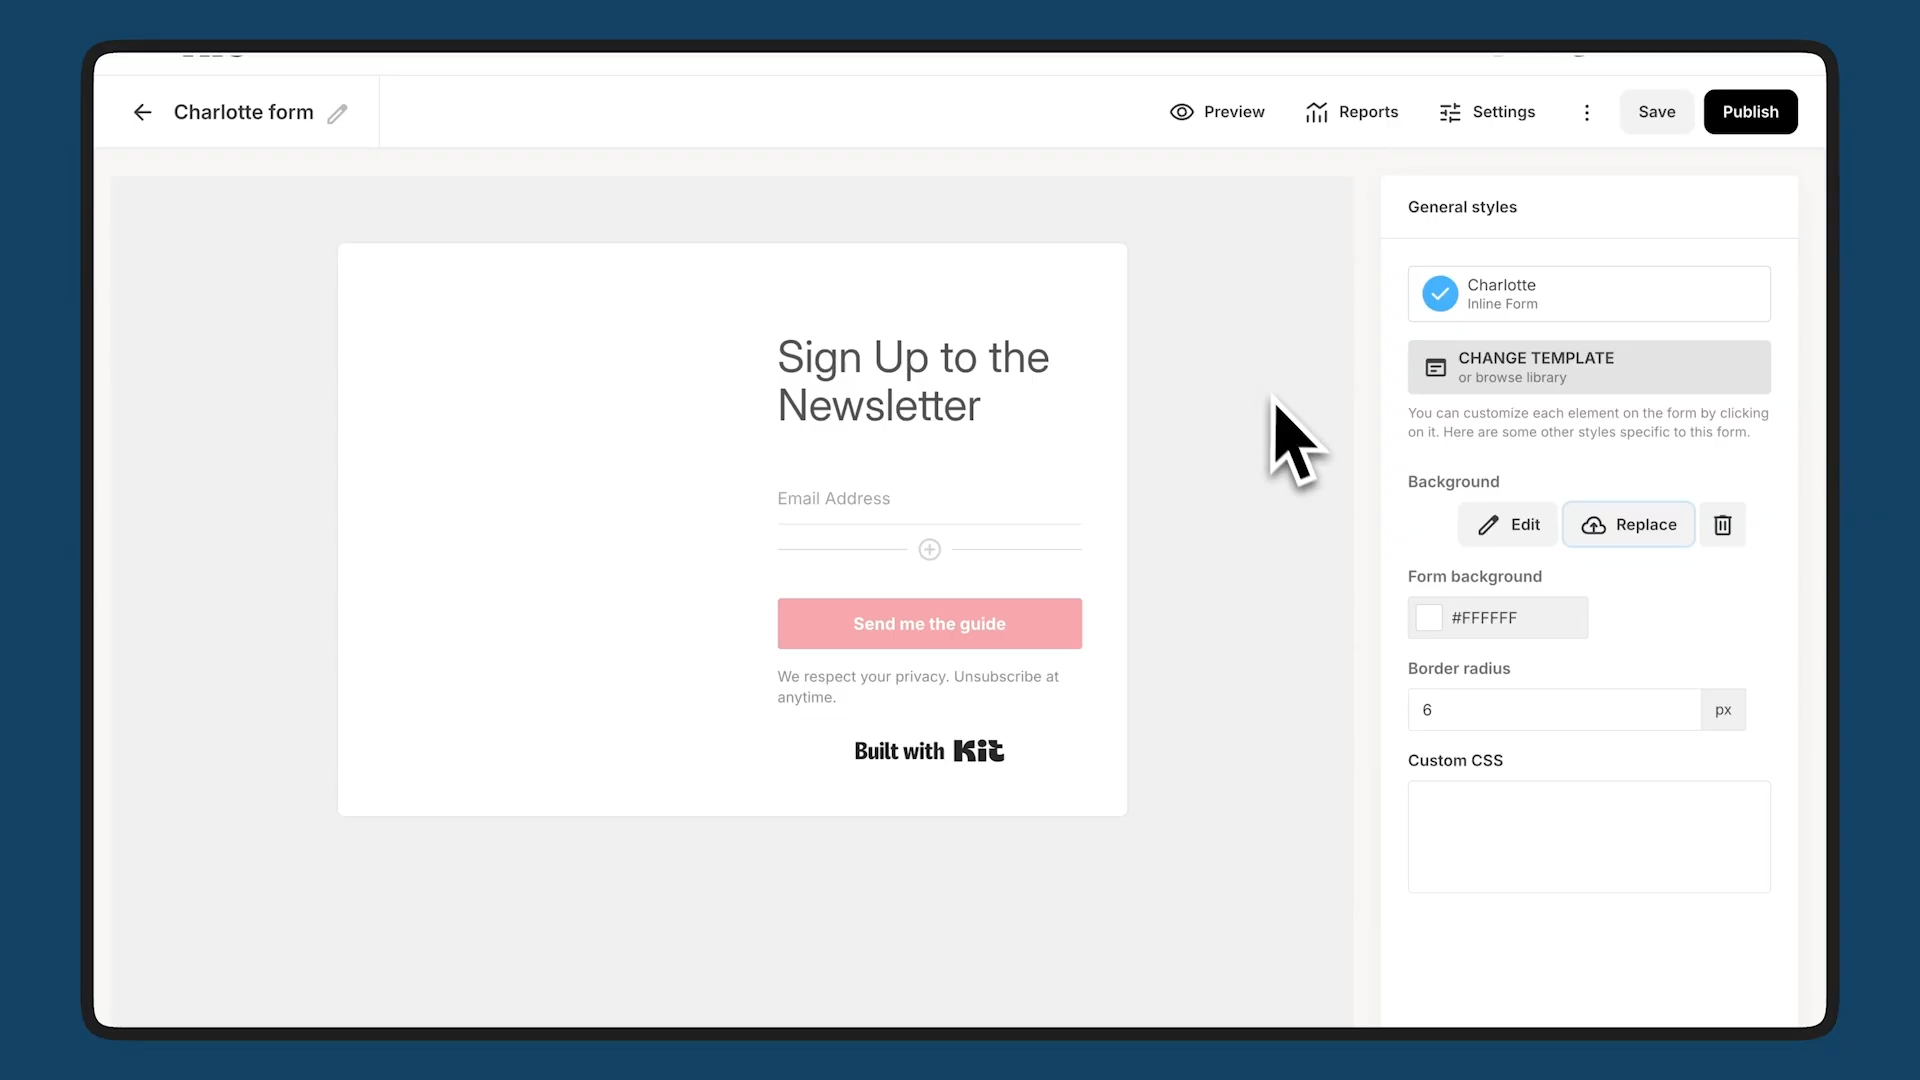 Charlotte form
Preview
Reports
Settings
Save
Publish
Sign Up to the
Newsletter
Email Address
Send me the guide
We respect your privacy. Unsubscribe at
anytime.
Built with Kit
General styles
Charlotte
Inline Form
CHANGE TEMPLATE
or browse library
You can customize each element on the form by clicking
on it. Here are some other styles specific to this form.
Background
Edit
Replace
Form background
#FFFFFF
Border radius
6
px
Custom CSS